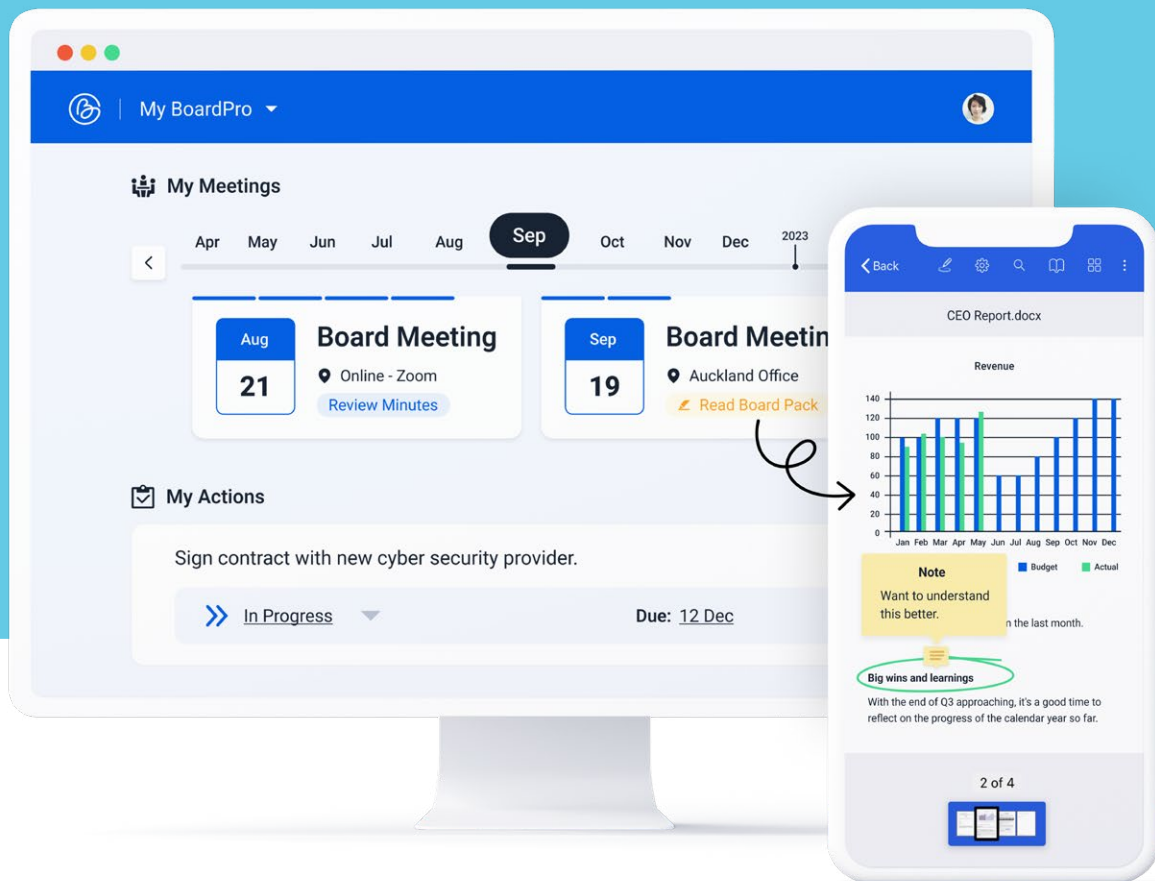 My BoardPro
My Meetings
Apr May Jun Jul Aug Sep Oct Nov Dec 2023
Aug
21
Board Meeting
Online - Zoom
Review Minutes
Sep
19
Board Meetin
Auckland Office
Read Board Pack
My Actions
Sign contract with new cyber security provider.
In Progress
Due: 12 Dec
Back
CEO Report.docx
Revenue
140
120
100
80
60
40
20
0
Jan Feb Mar Apr May Jun Jul Aug Sep Oct Nov Dec
Budget Actual
Note
Want to understand
this better.
n the last month.
Big wins and learnings
With the end of Q3 approaching, it's a good time to
reflect on the progress of the calendar year so far.
2 of 4